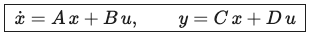 ẋ = A x + B u,  y = C x + D u